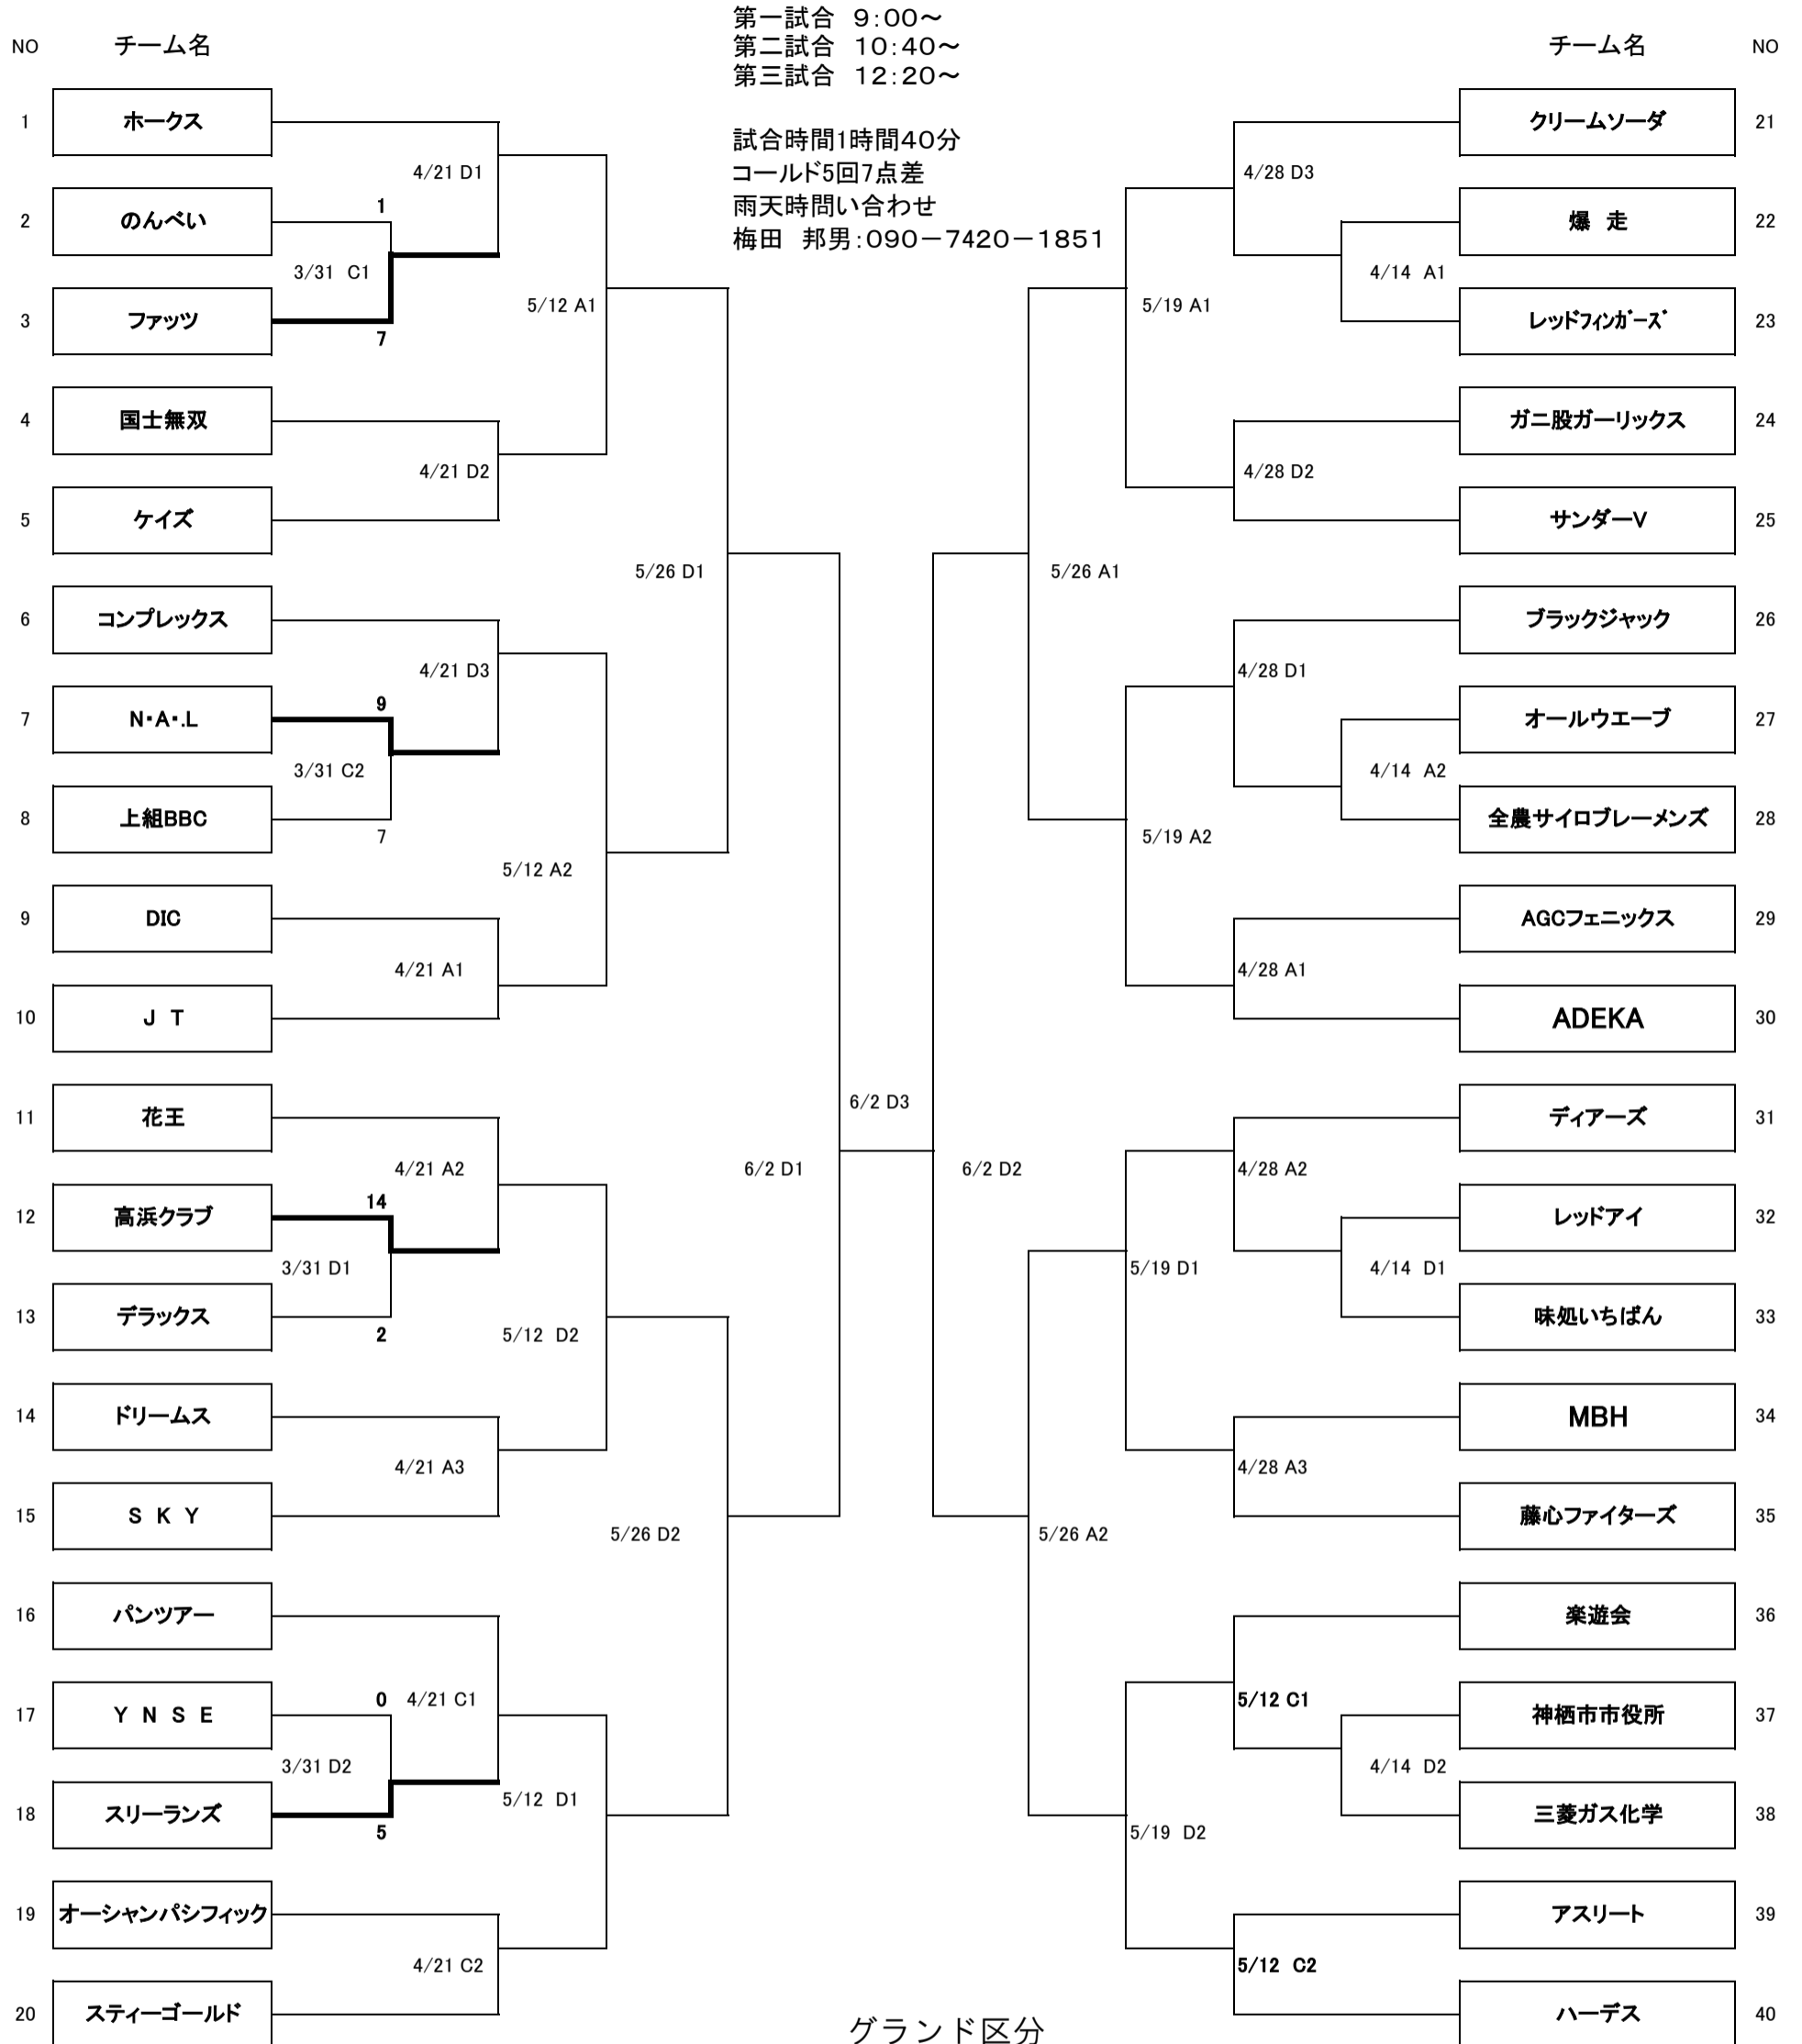 第一試合　9:00～
第二試合　10:40～
第三試合　12:20～
NO　チーム名　チーム名　NO
試合時間1時間40分
コールド5回7点差
雨天時問い合わせ
梅田　邦男:090－7420－1851
1　ホークス
4/21 D1
2　のんべい　1
3/31 C1
3　ファッツ
7
5/12 A1
4　国士無双
4/21 D2
5　ケイズ
5/26 D1
6　コンプレックス
4/21 D3
7　N・A・.L　9
3/31 C2
8　上組BBC
7
5/12 A2
9　DIC
4/21 A1
10　J T
11　花王
4/21 A2
12　高浜クラブ　14
3/31 D1
13　デラックス
2
5/12 D2
14　ドリームス
4/21 A3
15　S K Y
5/26 D2
16　パンツアー
4/21 C1
17　Y N S E　0
3/31 D2
18　スリーランズ
5
5/12 D1
19　オーシャンパシフィック
4/21 C2
20　スティーゴールド
6/2 D1
6/2 D3
6/2 D2
クリームソーダ　21
4/28 D3
爆 走　22
4/14 A1
レッドフィンガーズ　23
5/19 A1
ガニ股ガーリックス　24
4/28 D2
サンダーV　25
5/26 A1
ブラックジャック　26
4/28 D1
オールウエーブ　27
4/14 A2
全農サイロブレーメンズ　28
5/19 A2
AGCフェニックス　29
4/28 A1
ADEKA　30
ディアーズ　31
4/28 A2
レッドアイ　32
4/14 D1
5/19 D1
味処いちばん　33
MBH　34
4/28 A3
藤心ファイターズ　35
5/26 A2
楽遊会　36
5/12 C1
神栖市市役所　37
4/14 D2
三菱ガス化学　38
5/19 D2
アスリート　39
5/12 C2
ハーデス　40
グランド区分